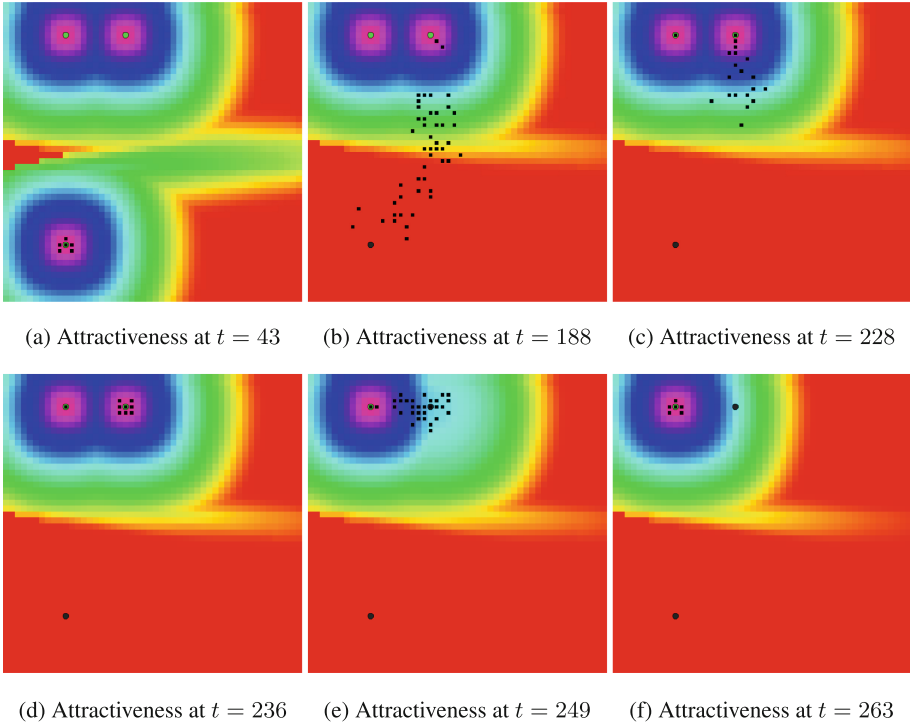 (a) Attractiveness at t = 43
(b) Attractiveness at t = 188
(c) Attractiveness at t = 228
(d) Attractiveness at t = 236
(e) Attractiveness at t = 249
(f) Attractiveness at t = 263